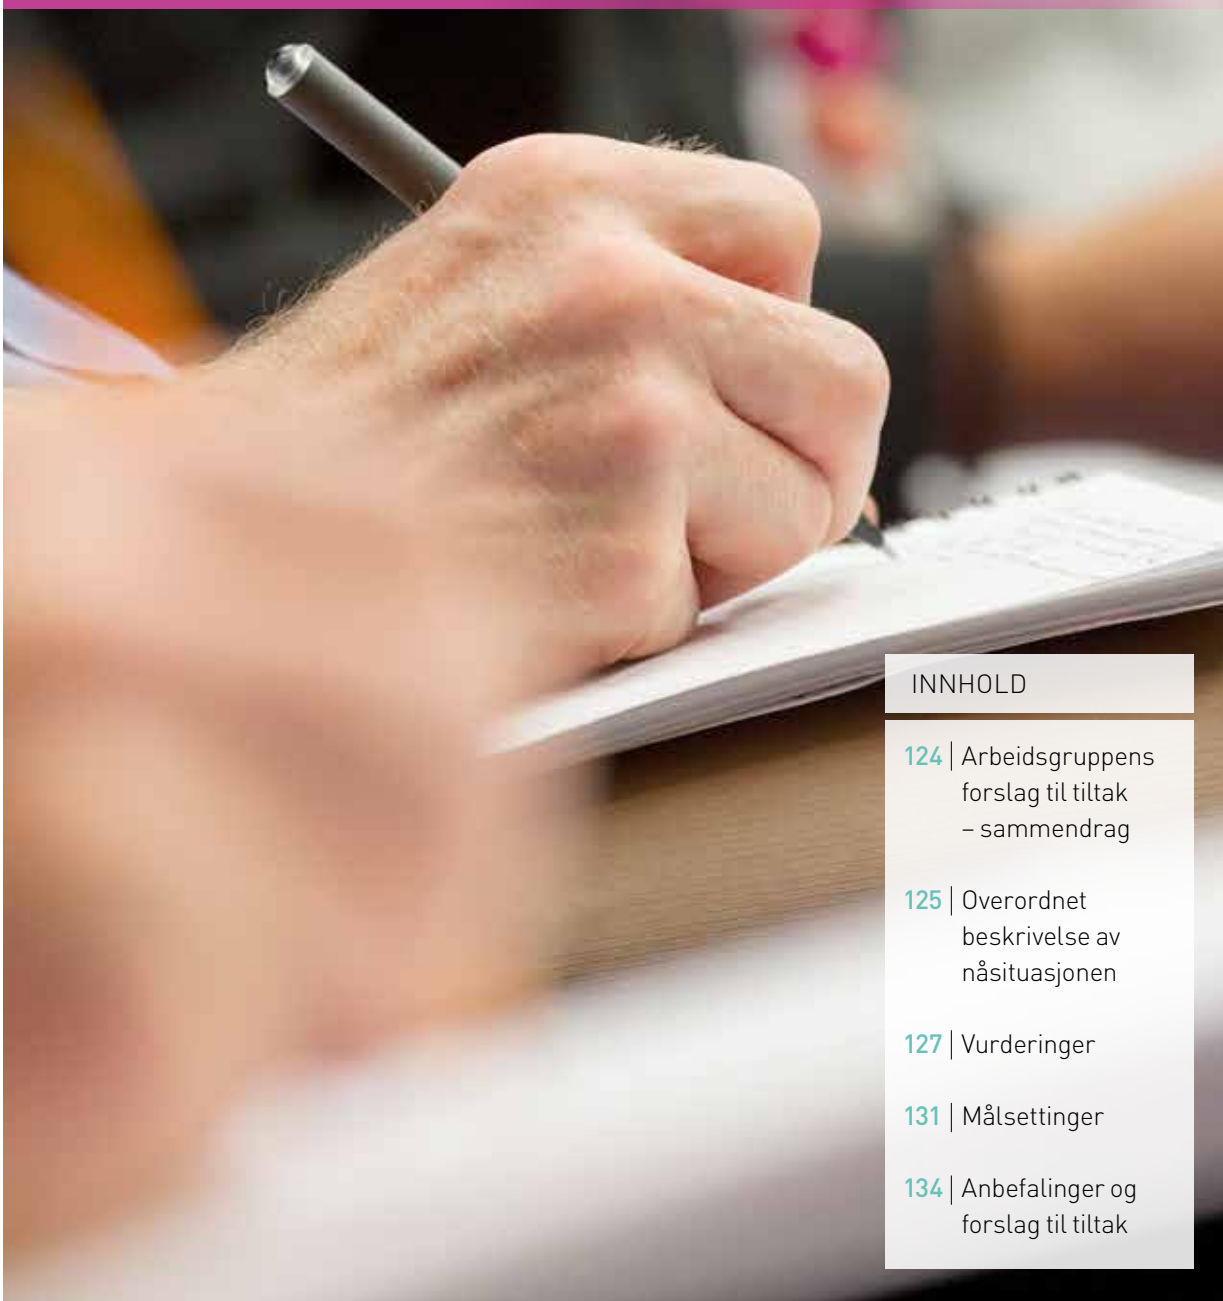 INNHOLD
124 | Arbeidsgruppens
forslag til tiltak
– sammendrag
125 | Overordnet
beskrivelse av
nåsituasjonen
127 | Vurderinger
131 | Målsettinger
134 | Anbefalinger og
forslag til tiltak